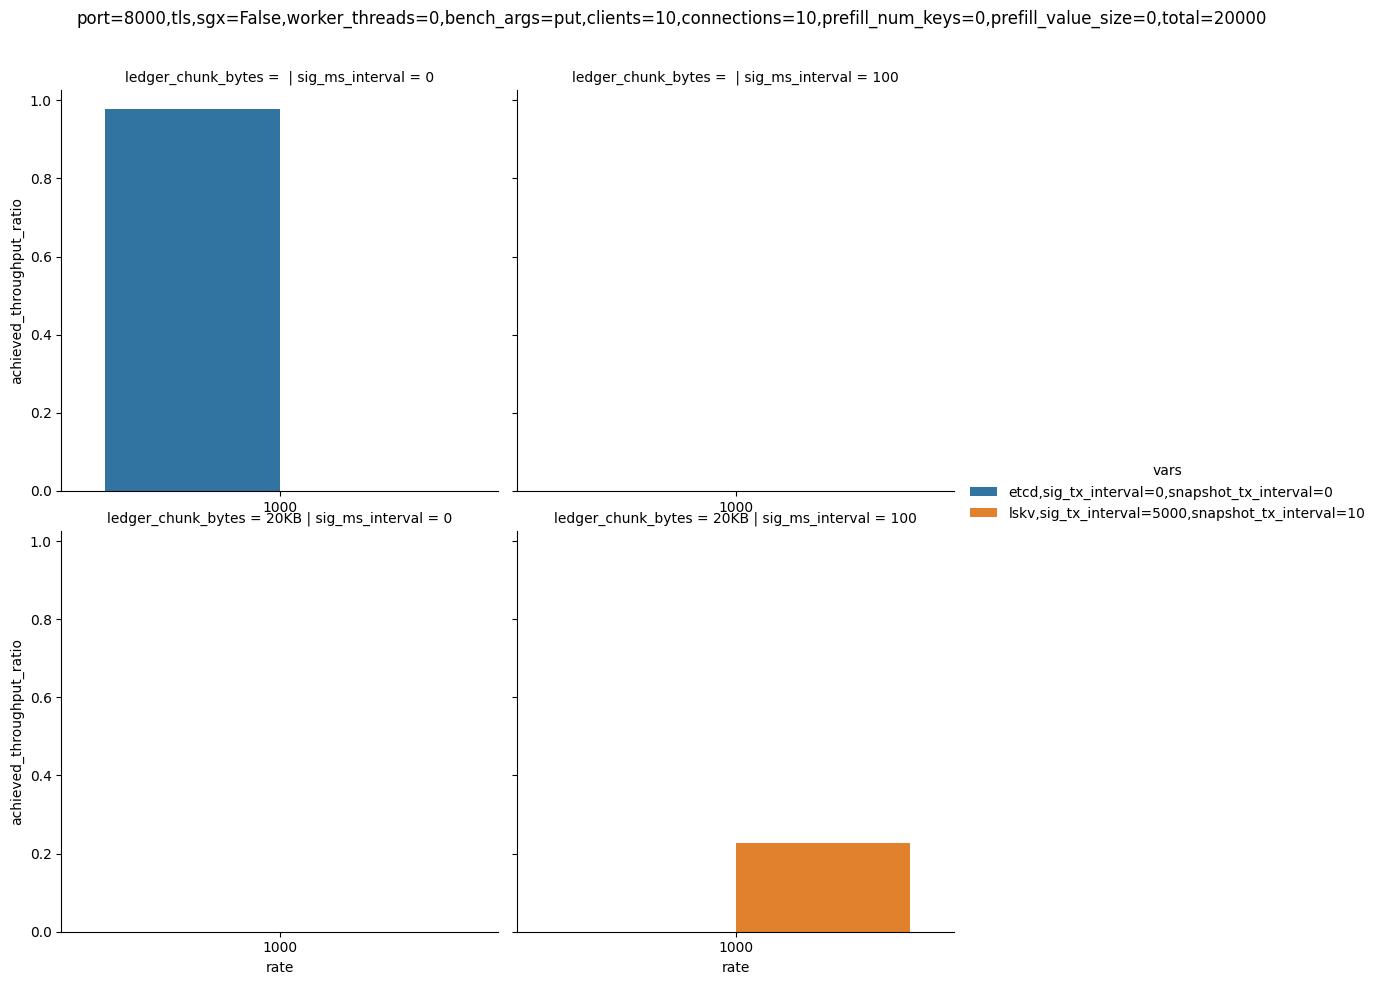 port=8000,tls,sgx=False,worker_threads=0,bench_args=put,clients=10,connections=10,prefill_num_keys=0,prefill_value_size=0,total=20000
ledger_chunk_bytes =  | sig_ms_interval = 0
ledger_chunk_bytes =  | sig_ms_interval = 100
1.0
0.8
0.6
0.4
0.2
0.0
achieved_throughput_ratio
1000
1000
vars
etcd,sig_tx_interval=0,snapshot_tx_interval=0
lskv,sig_tx_interval=5000,snapshot_tx_interval=10
ledger_chunk_bytes = 20KB | sig_ms_interval = 0
ledger_chunk_bytes = 20KB | sig_ms_interval = 100
1.0
0.8
0.6
0.4
0.2
0.0
achieved_throughput_ratio
1000
1000
rate
rate